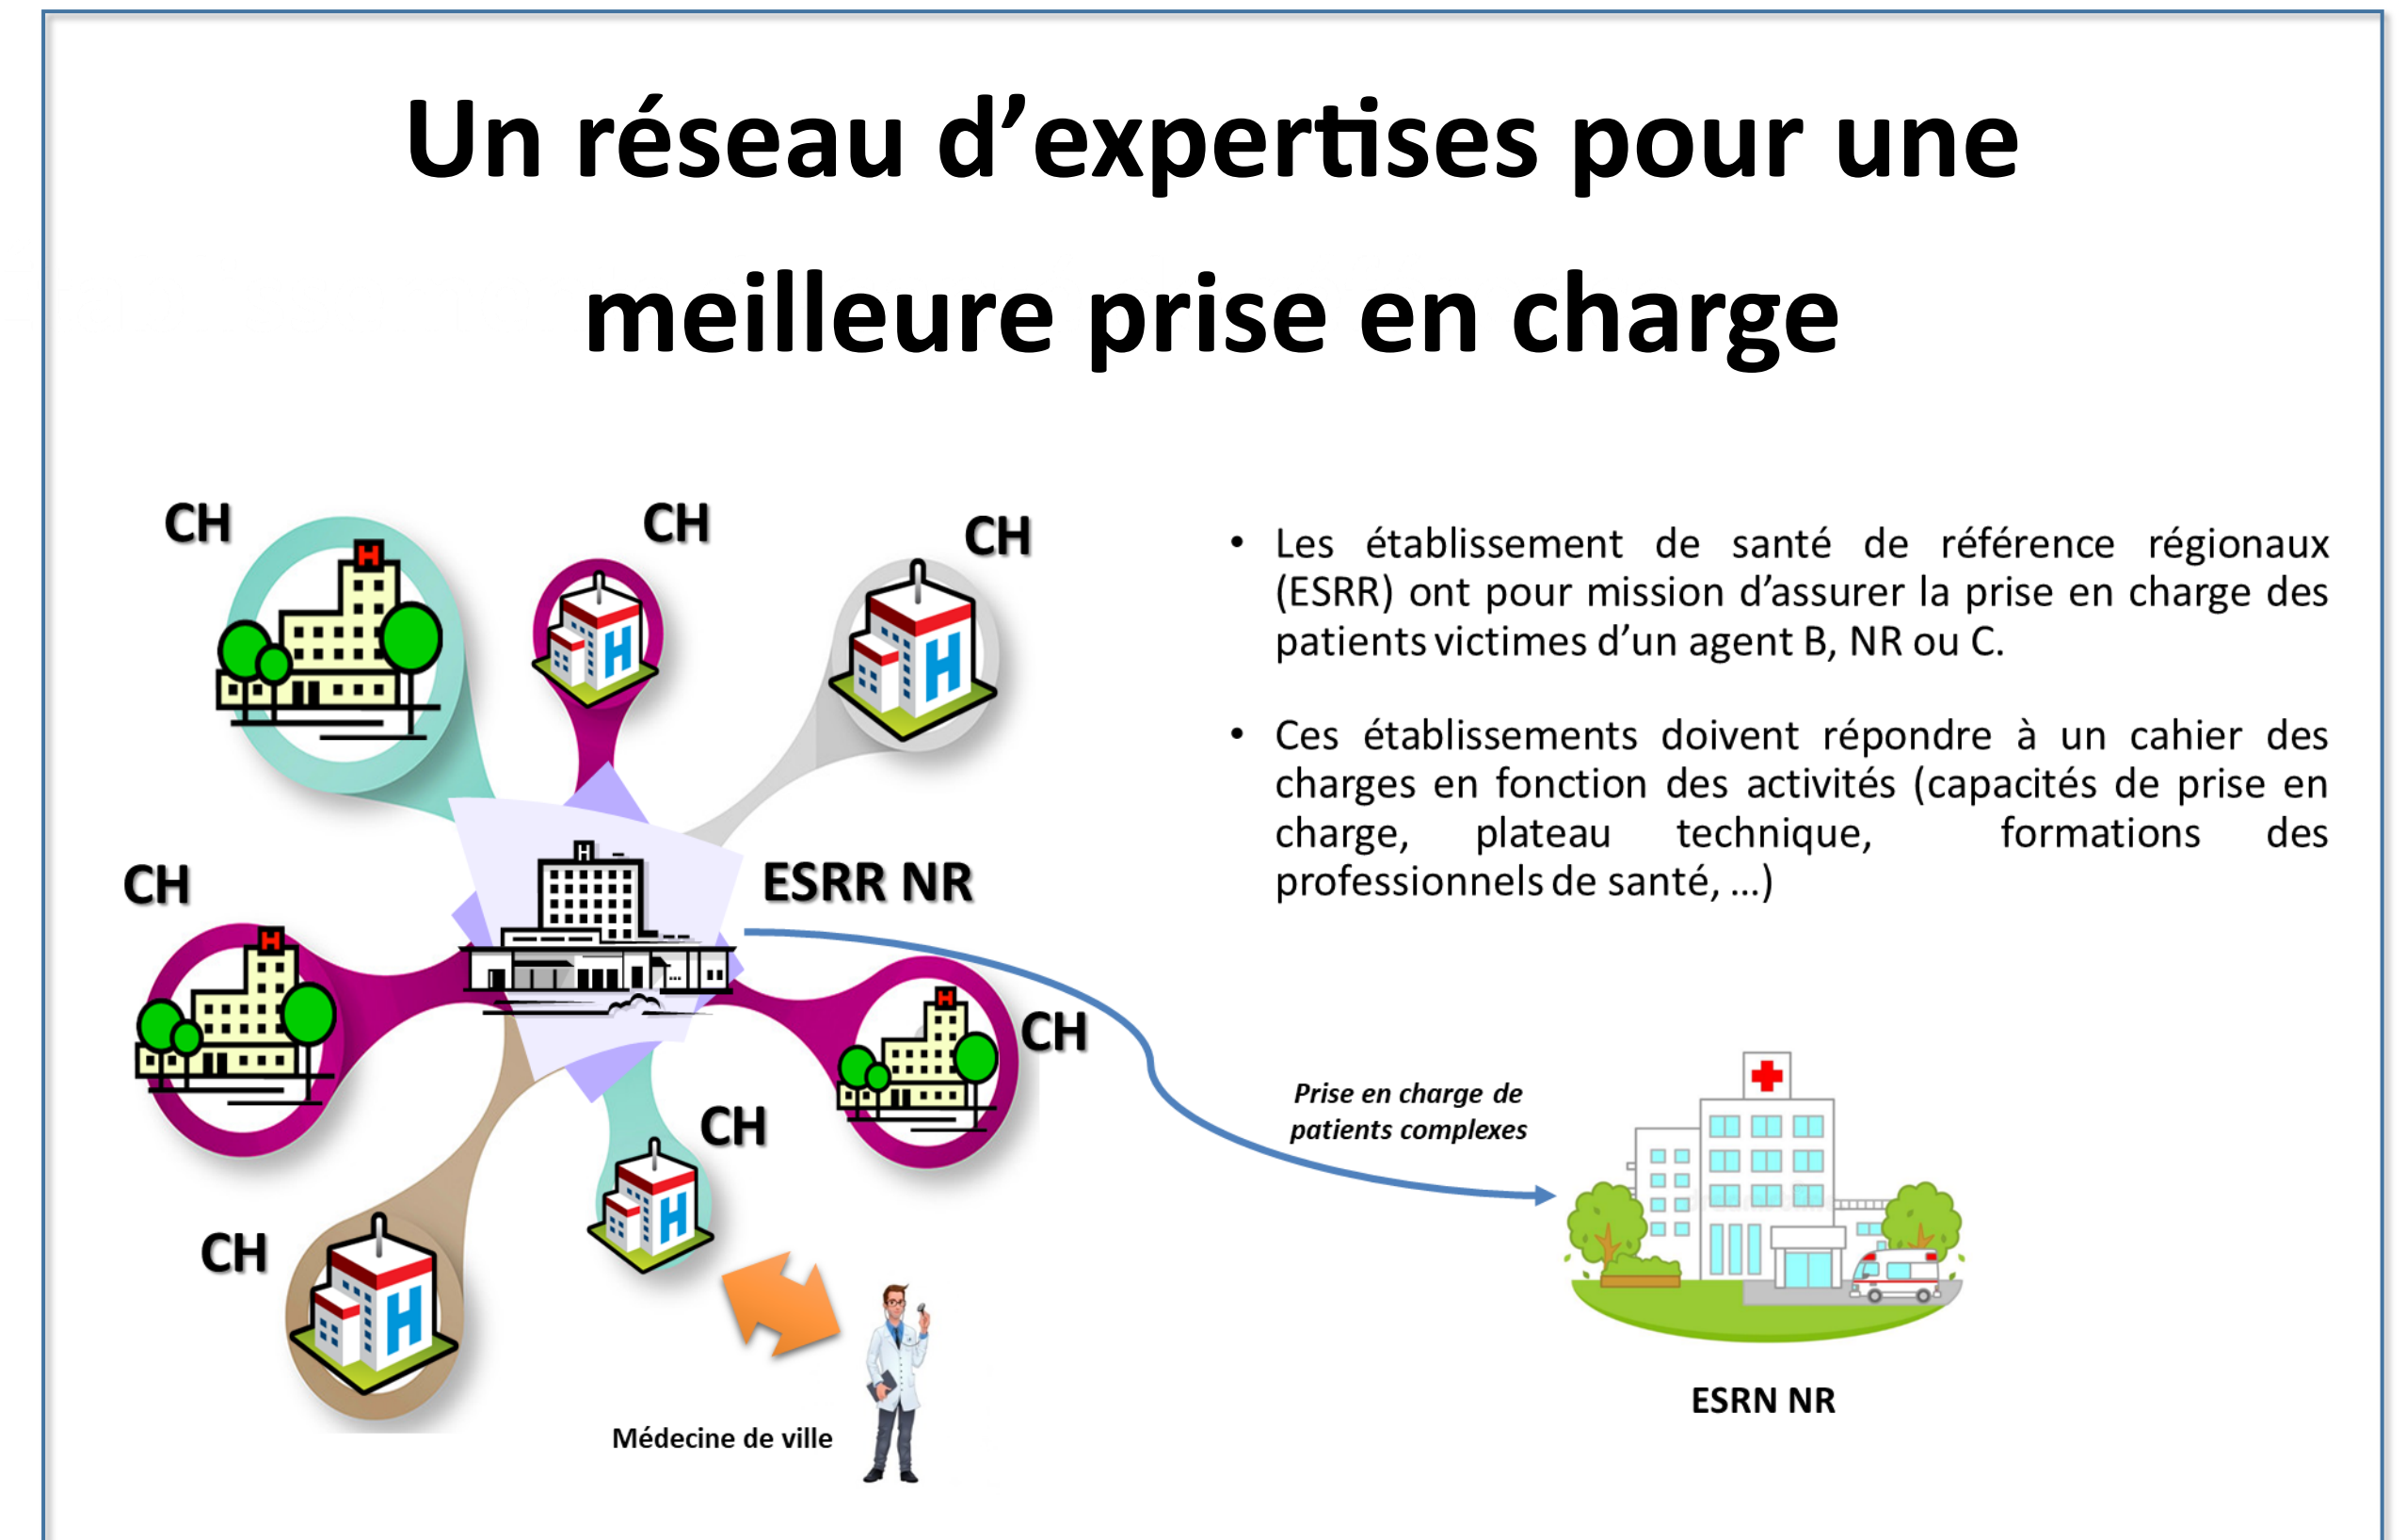 Un réseau d’expertises pour une
meilleure prise en charge
CH
CH
CH
• Les établissement de santé de référence régionaux
(ESRR) ont pour mission d’assurer la prise en charge des
patients victimes d’un agent B, NR ou C.
• Ces établissements doivent répondre à un cahier des
charges en fonction des activités (capacités de prise en
charge, plateau technique, formations des
professionnels de santé, ...)
H
H
H
H
ESRR NR
CH
H
H
CH
Prise en charge de
patients complexes
CH
H
CH
H
ESRN NR
Médecine de ville